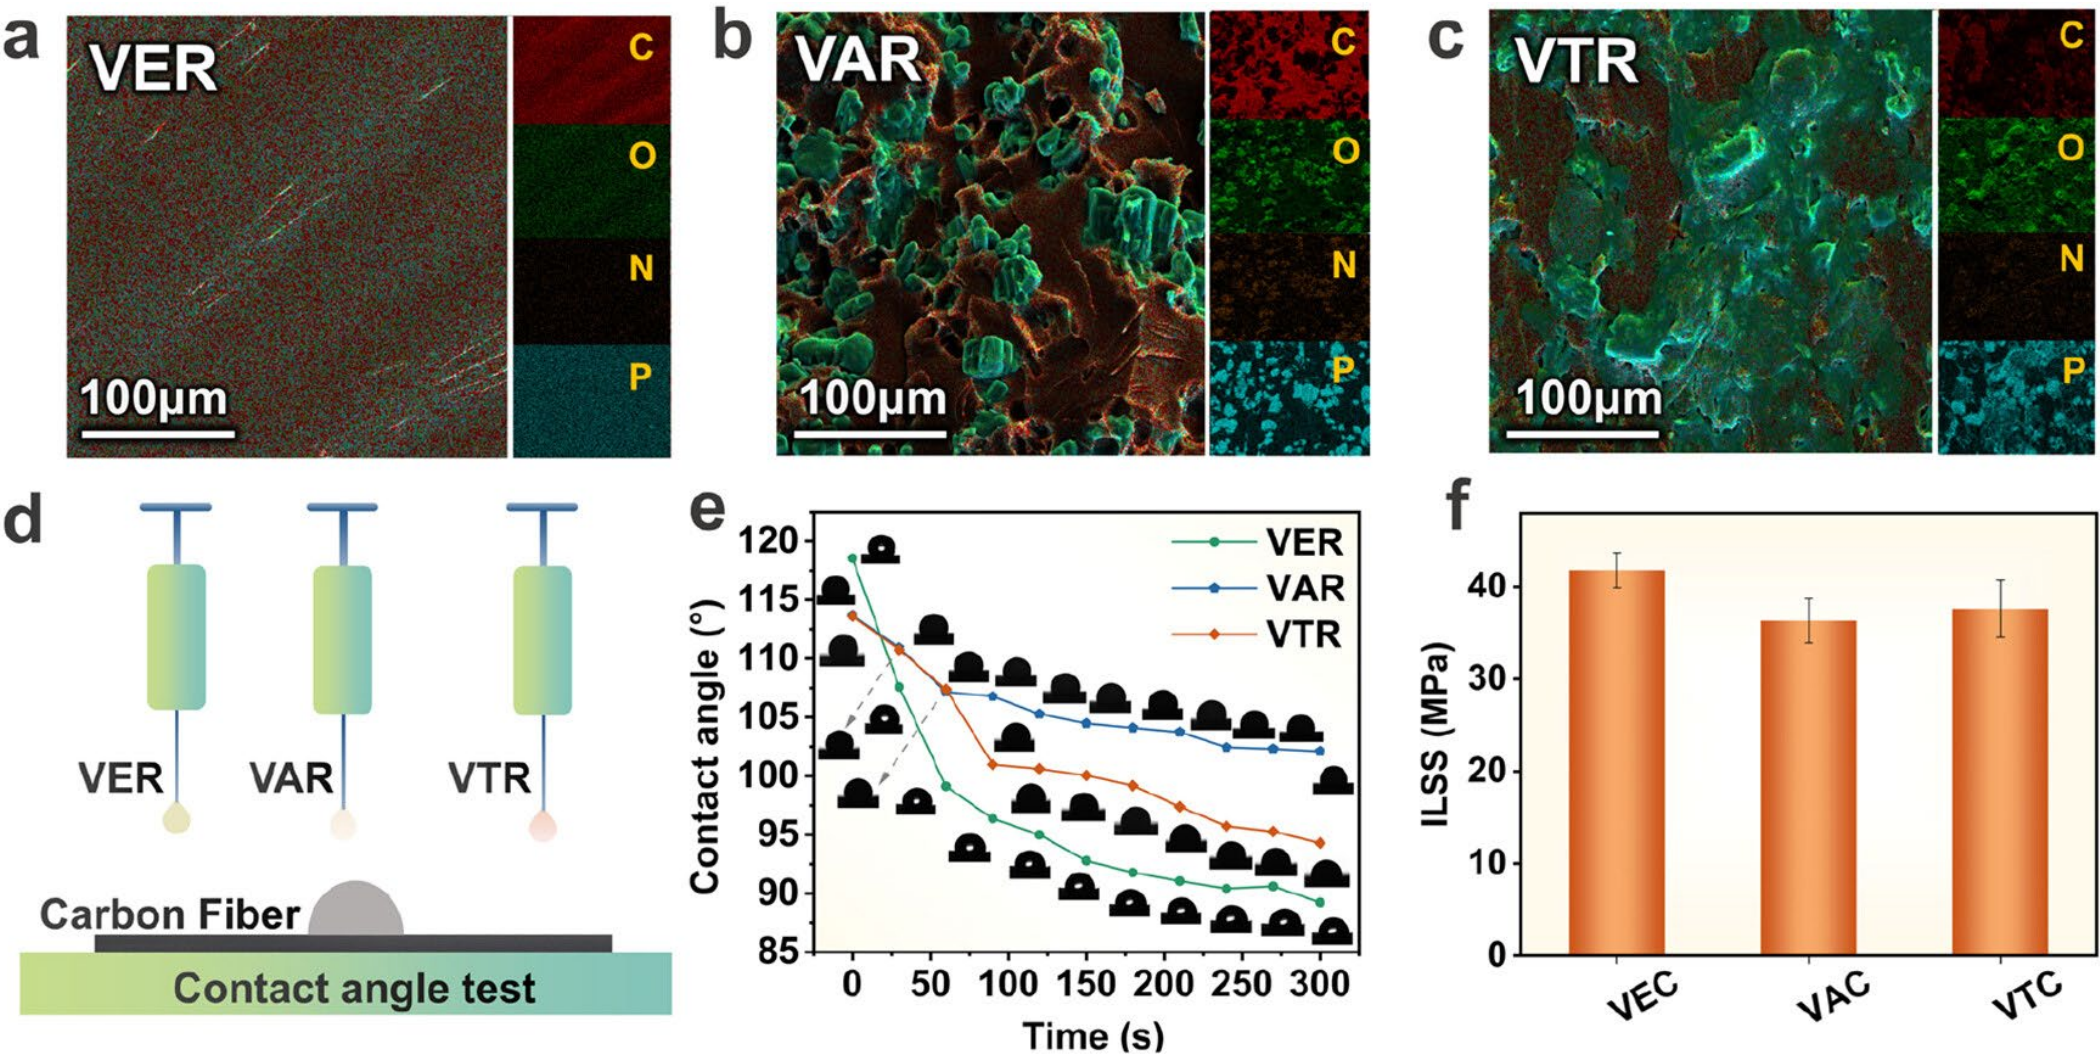 a
VER
100μm
C
O
N
P
b
VAR
100μm
C
O
N
P
c
VTR
100μm
C
O
N
P
d
VER
VAR
VTR
Carbon Fiber
Contact angle test
e
Contact angle (°)
120
115
110
105
100
95
90
85
VER
VAR
VTR
0 50 100 150 200 250 300
Time (s)
f
ILSS (MPa)
40
30
20
10
0
VEC VAC VTC